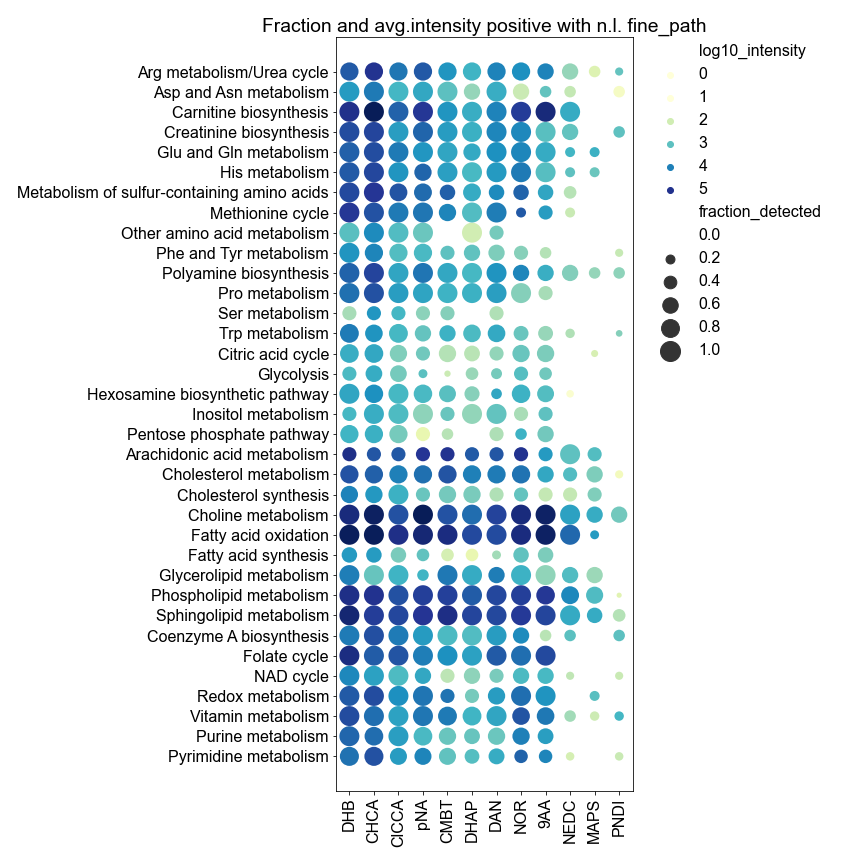 Fraction and avg.intensity positive with n.l. fine_path
Arg metabolism/Urea cycle
Asp and Asn metabolism
Carnitine biosynthesis
Creatinine biosynthesis
Glu and Gln metabolism
His metabolism
Metabolism of sulfur-containing amino acids
Methionine cycle
Other amino acid metabolism
Phe and Tyr metabolism
Polyamine biosynthesis
Pro metabolism
Ser metabolism
Trp metabolism
Citric acid cycle
Glycolysis
Hexosamine biosynthetic pathway
Inositol metabolism
Pentose phosphate pathway
Arachidonic acid metabolism
Cholesterol metabolism
Cholesterol synthesis
Choline metabolism
Fatty acid oxidation
Fatty acid synthesis
Glycerolipid metabolism
Phospholipid metabolism
Sphingolipid metabolism
Coenzyme A biosynthesis
Folate cycle
NAD cycle
Redox metabolism
Vitamin metabolism
Purine metabolism
Pyrimidine metabolism
DHB
CHCA
ClCCA
pNA
CMBT
DHAP
DAN
NOR
9AA
NEDC
MAPS
PNDI
log10_intensity
0
1
2
3
4
5
fraction_detected
0.0
0.2
0.4
0.6
0.8
1.0